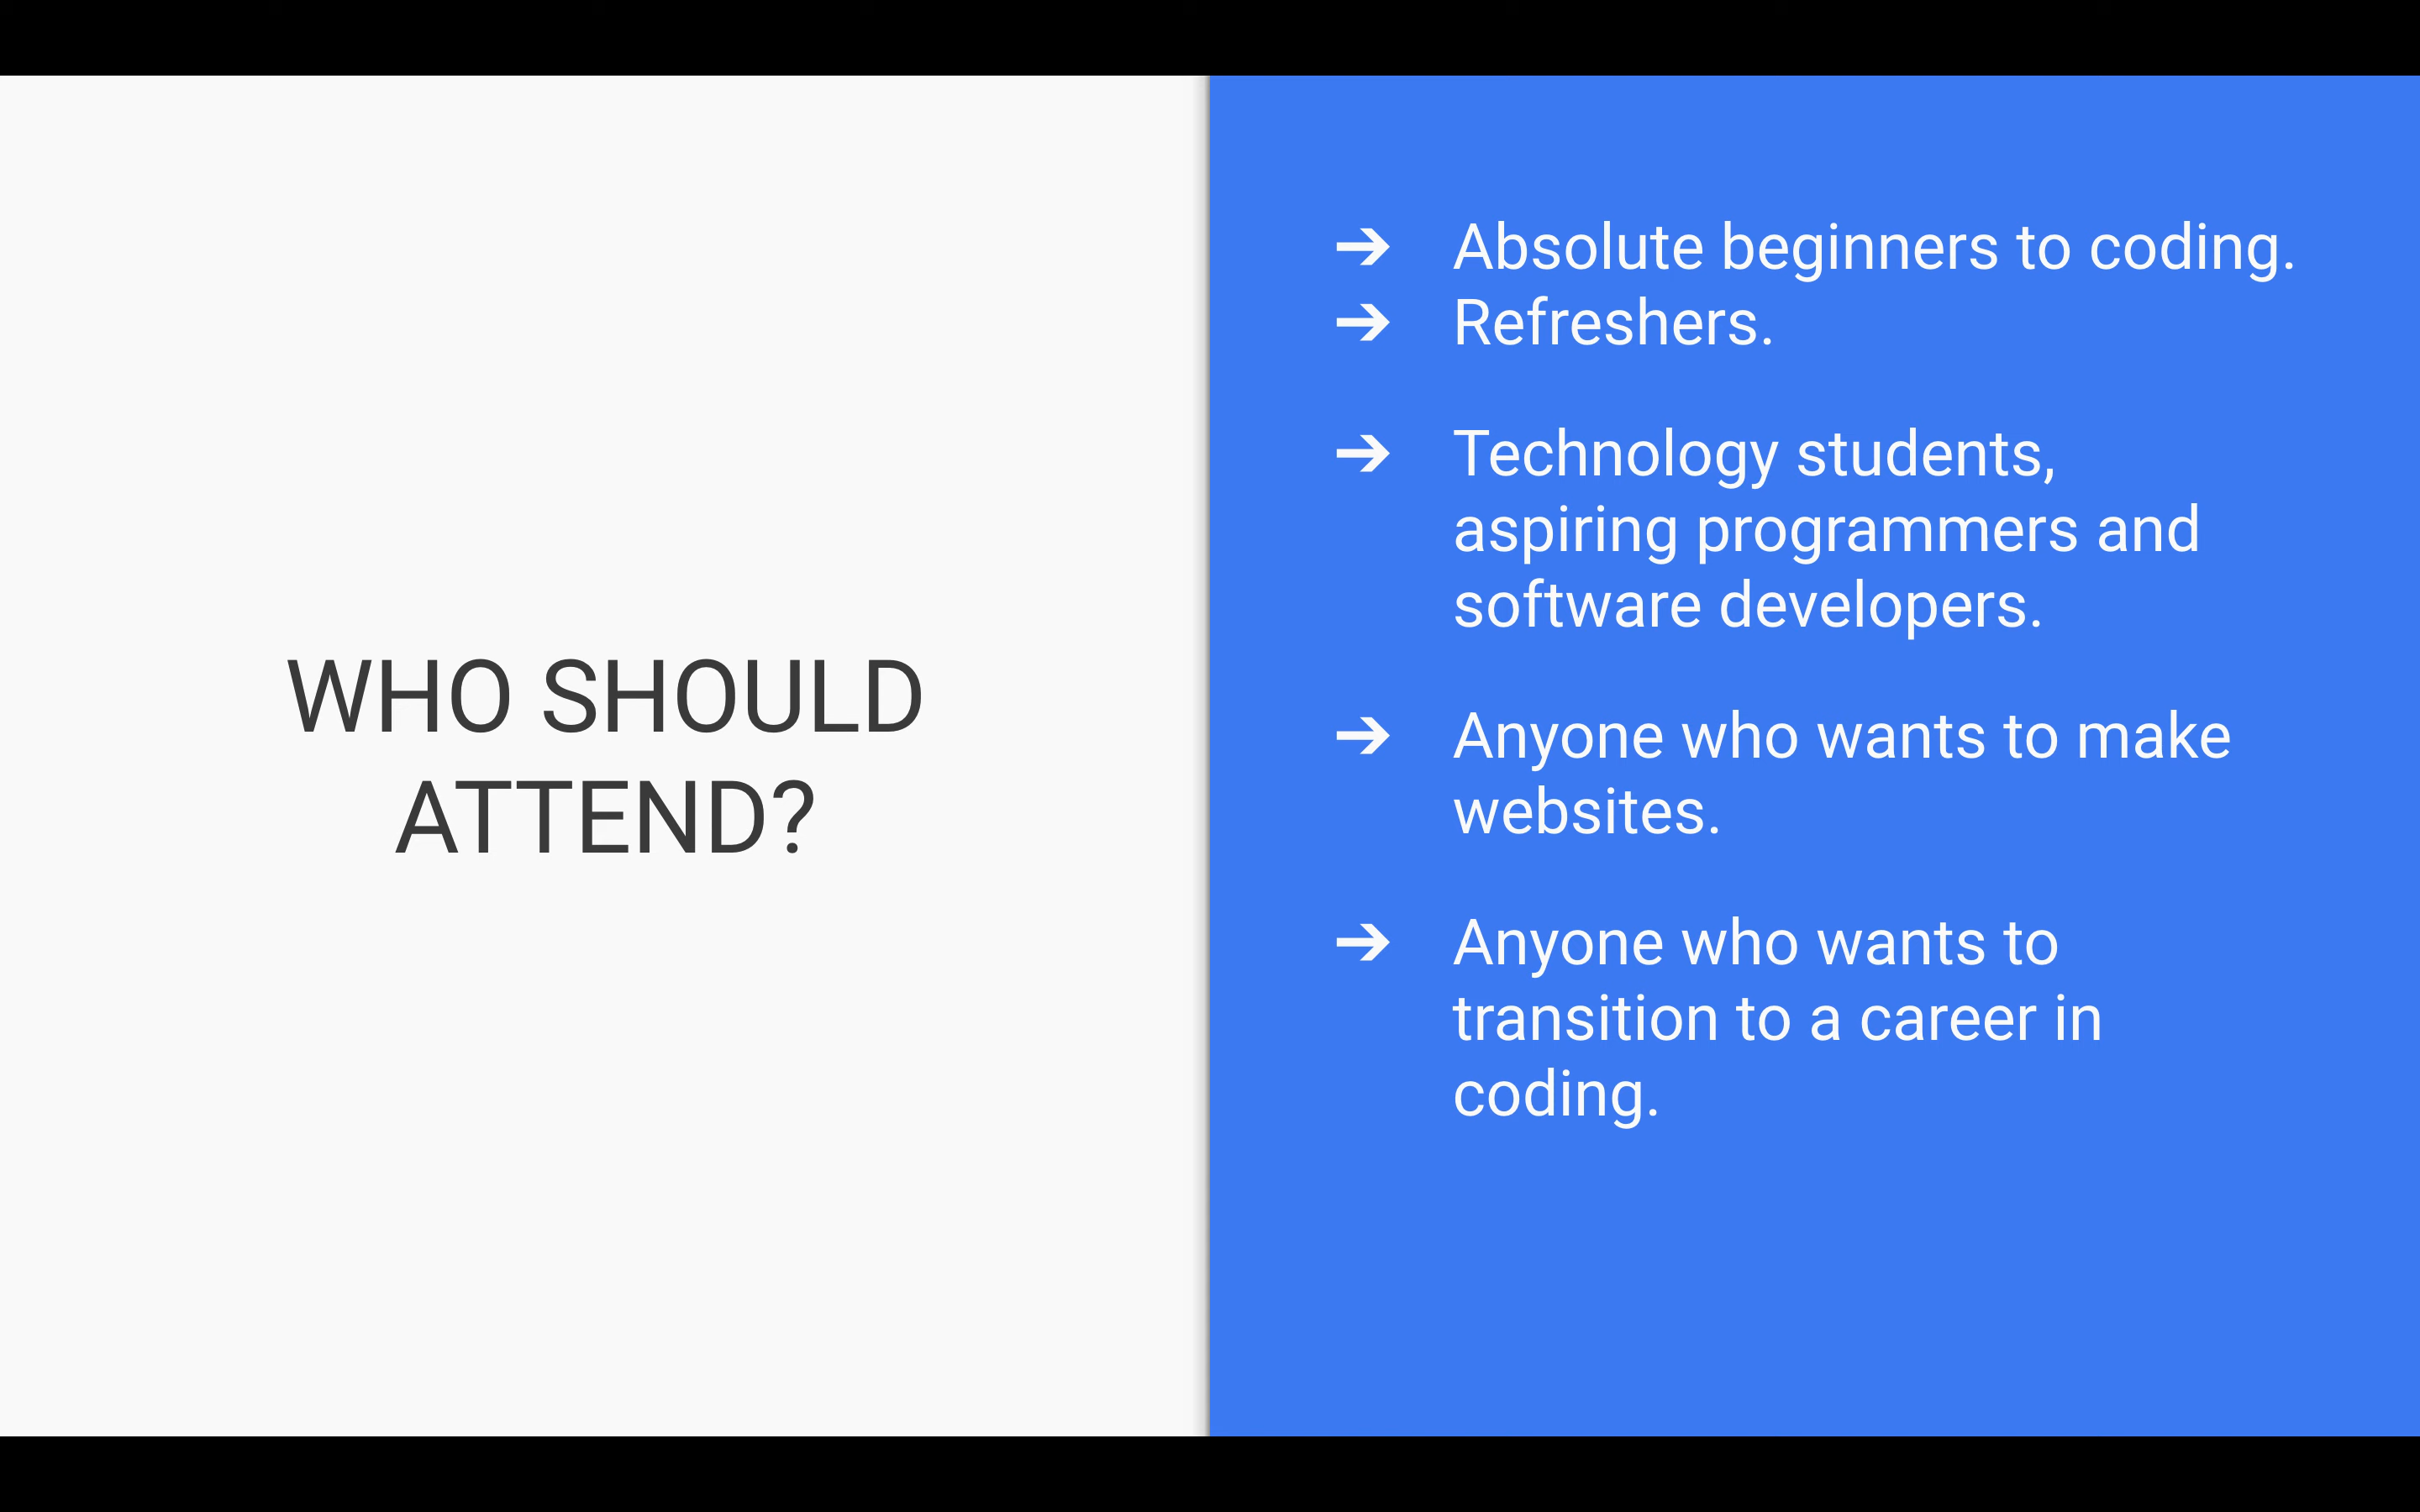 WHO SHOULD
ATTEND?
➔ Absolute beginners to coding.
➔ Refreshers.
➔ Technology students,
aspiring programmers and
software developers.
➔ Anyone who wants to make
websites.
➔ Anyone who wants to
transition to a career in
coding.